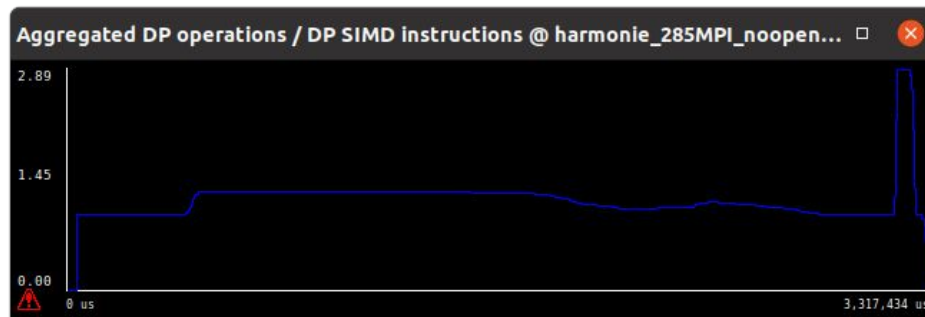 Aggregated DP operations / DP SIMD instructions @ harmonie_285MPI_noopen...
2.89
1.45
0.00
0 us
3,317,434 us